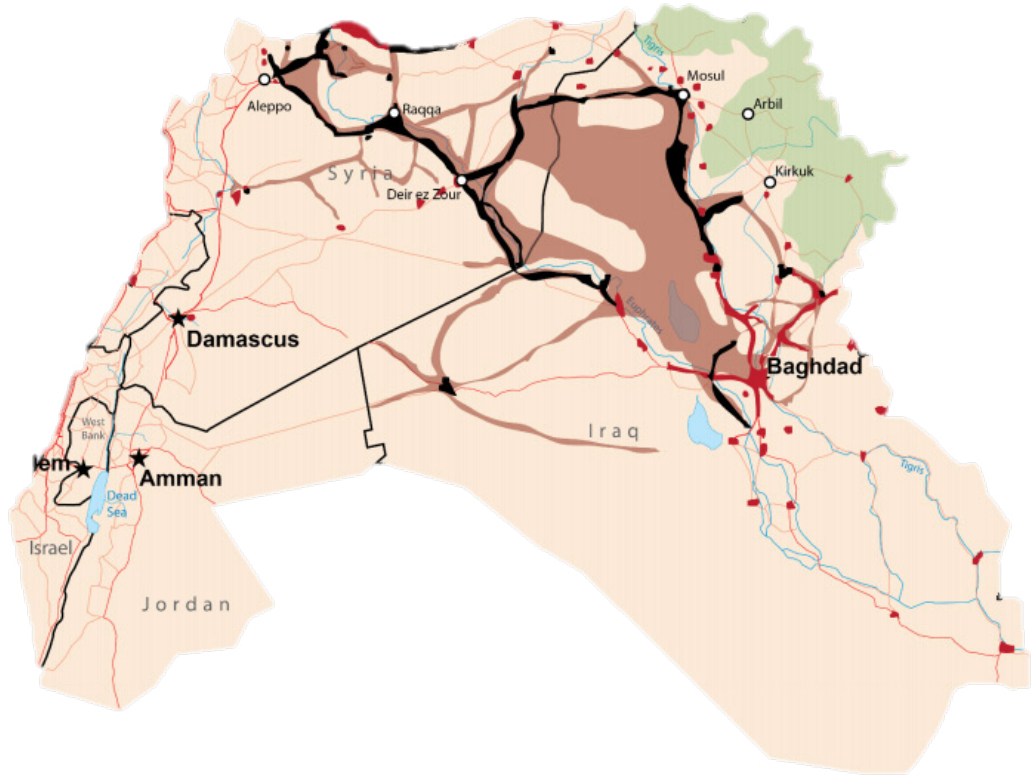 Tigris
Mosul
Aleppo
Raqqa
Arbil
Syria
Kirkuk
Deir ez Zour
Euphrates
Damascus
Baghdad
West
Bank
Iraq
lem
Amman
Tigris
Dead
Sea
Israel
Jordan